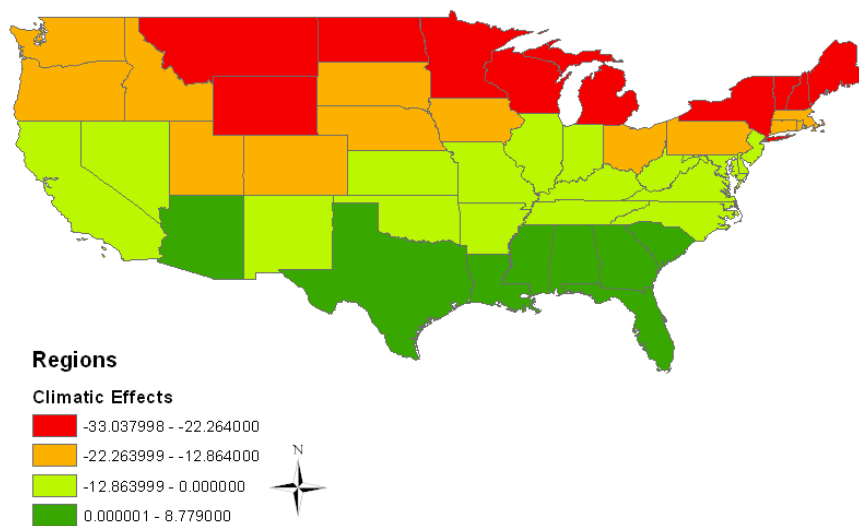 Regions
Climatic Effects
-33.037998 - -22.264000
-22.263999 - -12.864000
-12.863999 - 0.000000
0.000001 - 8.779000
N